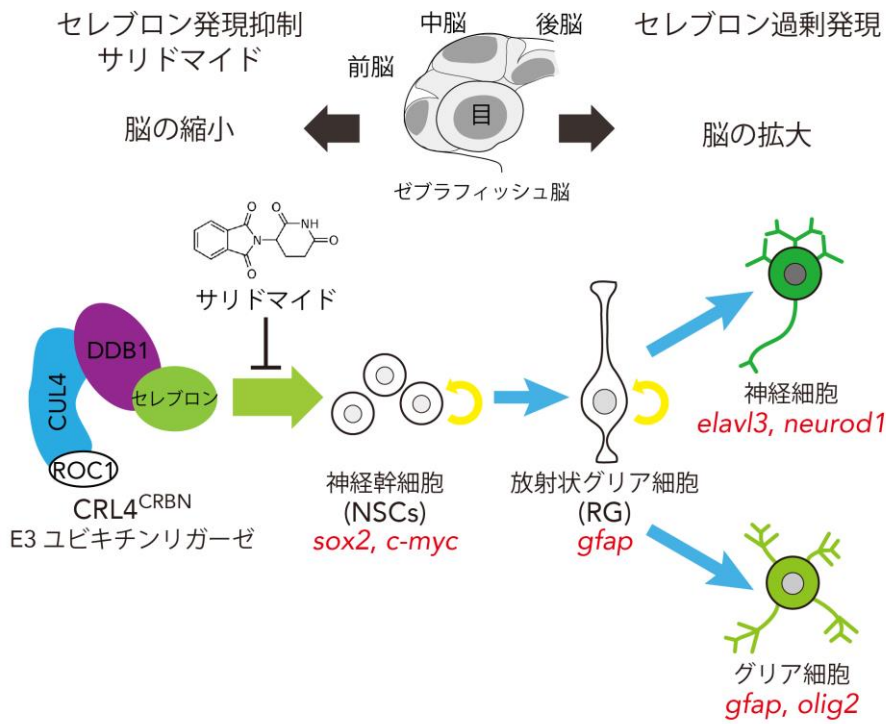 セレブロン発現抑制
サリドマイド
脳の縮小
前脳
中脳
後脳
目
ゼブラフィッシュ脳
セレブロン過剰発現
脳の拡大
O
O
NH
N
O
O
サリドマイド
CUL4
DDB1
セレブロン
ROC1
CRL4CRBN
E3 ユビキチンリガーゼ
神経幹細胞
(NSCs)
sox2, c-myc
放射状グリア細胞
(RG)
gfap
神経細胞
elavl3, neurod1
グリア細胞
gfap, olig2